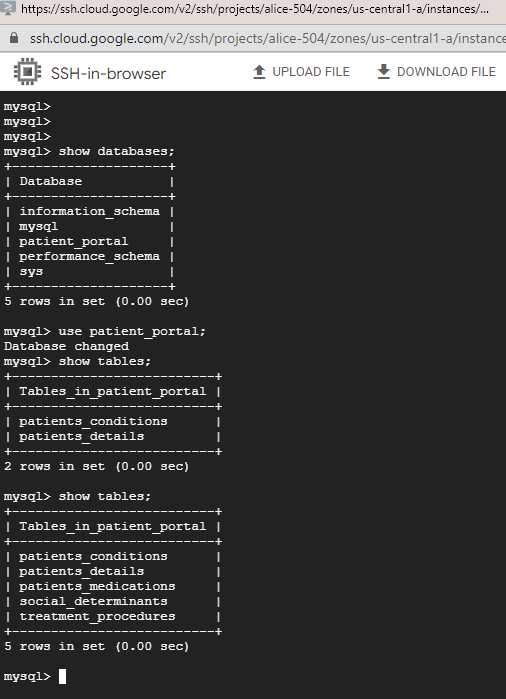 https://ssh.cloud.google.com/v2/ssh/projects/alice-504/zones/us-central1-a/instances/...
ssh.cloud.google.com/v2/ssh/projects/alice-504/zones/us-central1-a/instance
SSH-in-browser
UPLOAD FILE
DOWNLOAD FILE
mysql>
mysql>
mysql>
mysql> show databases;
+--------------------+
| Database           |
+--------------------+
| information_schema |
| mysql              |
| patient_portal     |
| performance_schema |
| sys                |
+--------------------+
5 rows in set (0.00 sec)
mysql> use patient_portal;
Database changed
mysql> show tables;
+--------------------------+
| Tables_in_patient_portal |
+--------------------------+
| patients_conditions      |
| patients_details         |
+--------------------------+
2 rows in set (0.00 sec)
mysql> show tables;
+--------------------------+
| Tables_in_patient_portal |
+--------------------------+
| patients_conditions      |
| patients_details         |
| patients_medications     |
| social_determinants      |
| treatment_procedures     |
+--------------------------+
5 rows in set (0.00 sec)
mysql>